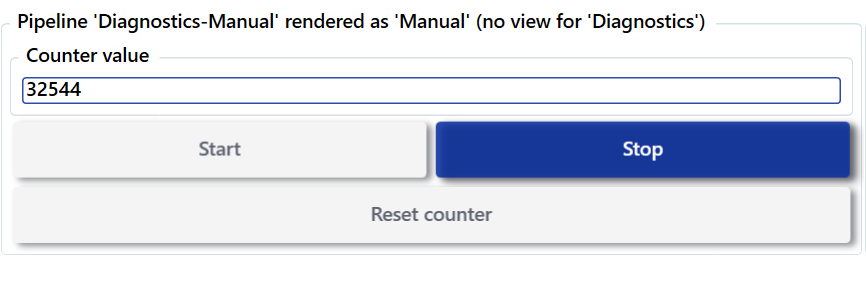 Pipeline 'Diagnostics-Manual' rendered as 'Manual' (no view for 'Diagnostics')
Counter value
32544
Start
Stop
Reset counter